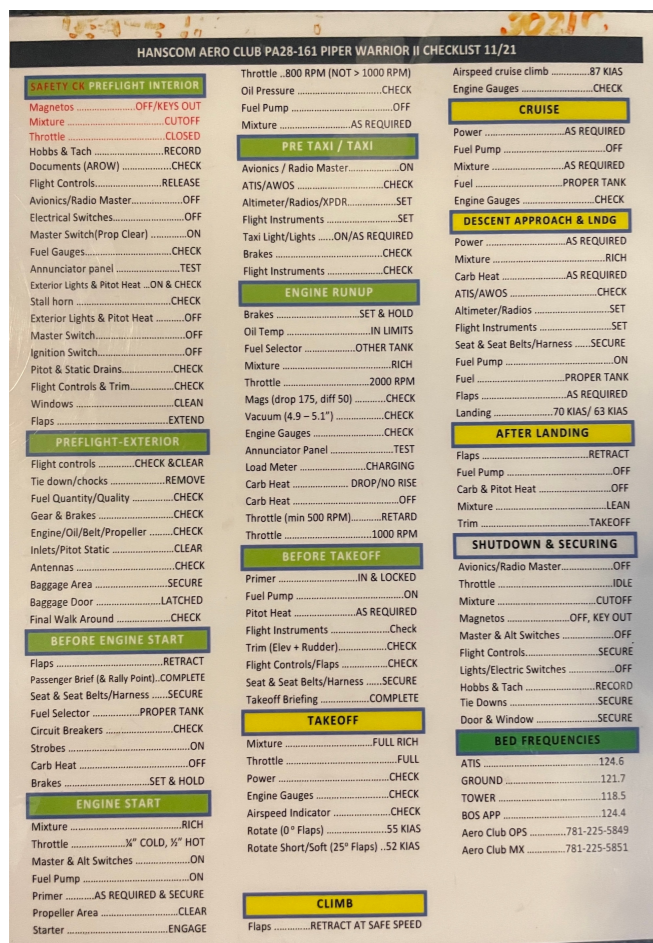 HANSCOM AERO CLUB PA28-161 PIPER WARRIOR II CHECKLIST 11/21
SAFETY CK PREFLIGHT INTERIOR
Magnetos ................OFF/KEYS OUT
Mixture ..........................CUTOFF
Throttle ..........................CLOSED
Hobbs & Tach .....................RECORD
Documents (AROW) ..............CHECK
Flight Controls...................RELEASE
Avionics/Radio Master..............OFF
Electrical Switches....................OFF
Master Switch(Prop Clear) ...........ON
Fuel Gauges.........................CHECK
Annunciator panel ..................TEST
Exterior Lights & Pitot Heat ...ON & CHECK
Stall horn ..........................CHECK
Exterior Lights & Pitot Heat .........OFF
Master Switch..........................OFF
Ignition Switch.........................OFF
Pitot & Static Drains..............CHECK
Flight Controls & Trim............CHECK
Windows ...........................CLEAN
Flaps ..............................EXTEND
PREFLIGHT-EXTERIOR
Flight controls ............CHECK &CLEAR
Tie down/chocks ...................REMOVE
Fuel Quantity/Quality .............CHECK
Gear & Brakes ......................CHECK
Engine/Oil/Belt/Propeller ........CHECK
Inlets/Pitot Static .................CLEAR
Antennas ..........................CHECK
Baggage Area .....................SECURE
Baggage Door ...................LATCHED
Final Walk Around .................CHECK
BEFORE ENGINE START
Flaps ............................RETRACT
Passenger Brief (& Rally Point)..COMPLETE
Seat & Seat Belts/Harness ......SECURE
Fuel Selector ..............PROPER TANK
Circuit Breakers ....................CHECK
Strobes ...............................ON
Carb Heat ............................OFF
Brakes .......................SET & HOLD
ENGINE START
Mixture ..............................RICH
Throttle ................¼” COLD, ½” HOT
Master & Alt Switches ................ON
Fuel Pump ...........................ON
Primer ...........AS REQUIRED & SECURE
Propeller Area .....................CLEAR
Starter ...........................ENGAGE
Throttle ..800 RPM (NOT > 1000 RPM)
Oil Pressure .........................CHECK
Fuel Pump ............................OFF
Mixture ....................AS REQUIRED
PRE TAXI / TAXI
Avionics / Radio Master..............ON
ATIS/AWOS .........................CHECK
Altimeter/Radios/XPDR..............SET
Flight Instruments ...................SET
Taxi Light/Lights .....ON/AS REQUIRED
Brakes ..............................CHECK
Flight Instruments .................CHECK
ENGINE RUNUP
Brakes .......................SET & HOLD
Oil Temp .......................IN LIMITS
Fuel Selector ................OTHER TANK
Mixture .............................RICH
Throttle .......................2000 RPM
Mags (drop 175, diff 50) ..........CHECK
Vacuum (4.9 – 5.1”) ................CHECK
Engine Gauges ......................CHECK
Annunciator Panel ..................TEST
Load Meter ...................CHARGING
Carb Heat ................ DROP/NO RISE
Carb Heat ............................OFF
Throttle (min 500 RPM).........RETARD
Throttle .........................1000 RPM
BEFORE TAKEOFF
Primer ......................IN & LOCKED
Fuel Pump ...........................ON
Pitot Heat ...................AS REQUIRED
Flight Instruments .................Check
Trim (Elev + Rudder)................CHECK
Flight Controls/Flaps ..............CHECK
Seat & Seat Belts/Harness ......SECURE
Takeoff Briefing ...............COMPLETE
TAKEOFF
Mixture .......................FULL RICH
Throttle ..............................FULL
Power ..............................CHECK
Engine Gauges ......................CHECK
Airspeed Indicator .................CHECK
Rotate (0° Flaps) ..................55 KIAS
Rotate Short/Soft (25° Flaps) ..52 KIAS
CLIMB
Flaps ...........RETRACT AT SAFE SPEED
Airspeed cruise climb .............87 KIAS
Engine Gauges ......................CHECK
CRUISE
Power .......................AS REQUIRED
Fuel Pump ............................OFF
Mixture .....................AS REQUIRED
Fuel .......................PROPER TANK
Engine Gauges ......................CHECK
DESCENT APPROACH & LNDG
Power .......................AS REQUIRED
Mixture .............................RICH
Carb Heat ...................AS REQUIRED
ATIS/AWOS .........................CHECK
Altimeter/Radios .....................SET
Flight Instruments ...................SET
Seat & Seat Belts/Harness ......SECURE
Fuel Pump ...........................ON
Fuel .......................PROPER TANK
Flaps .......................AS REQUIRED
Landing ...................70 KIAS/ 63 KIAS
AFTER LANDING
Flaps ............................RETRACT
Fuel Pump ............................OFF
Carb & Pitot Heat ....................OFF
Mixture .............................LEAN
Trim ............................TAKEOFF
SHUTDOWN & SECURING
Avionics/Radio Master..............OFF
Throttle .............................IDLE
Mixture ..........................CUTOFF
Magnetos .................OFF, KEY OUT
Master & Alt Switches ................OFF
Flight Controls.....................SECURE
Lights/Electric Switches .............OFF
Hobbs & Tach .....................RECORD
Tie Downs ........................SECURE
Door & Window ...................SECURE
BED FREQUENCIES
ATIS ..............................124.6
GROUND ..........................121.7
TOWER ...........................118.5
BOS APP ..........................124.4
Aero Club OPS ............781-225-5849
Aero Club MX .............781-225-5851